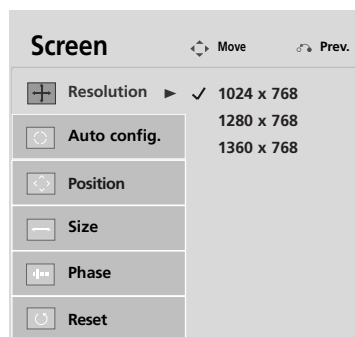 Screen Move Prev.
Resolution ► ✓ 1024 x 768
1280 x 768
1360 x 768
Auto config.
Position
Size
Phase
Reset